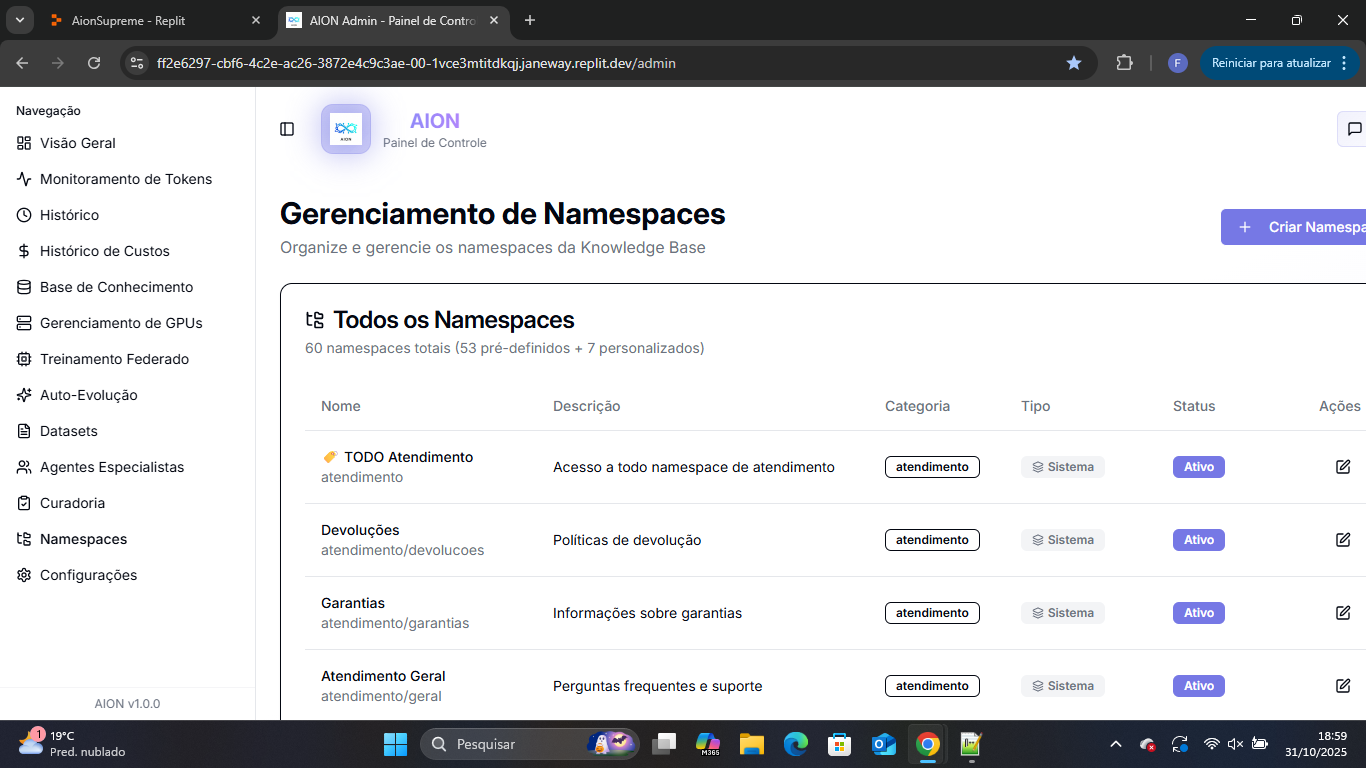 AionSupreme - Replit
AION Admin - Painel de Contro
ff2e6297-cbf6-4c2e-ac26-3872e4c9c3ae-00-1vce3mtitdkqj.janeway.replit.dev/admin
F
Reiniciar para atualizar
Navegação
Visão Geral
Monitoramento de Tokens
Histórico
Histórico de Custos
Base de Conhecimento
Gerenciamento de GPUs
Treinamento Federado
Auto-Evolução
Datasets
Agentes Especialistas
Curadoria
Namespaces
Configurações
AION v1.0.0
AION
AION
Painel de Controle
Gerenciamento de Namespaces
Organize e gerencie os namespaces da Knowledge Base
Criar Namespa
Todos os Namespaces
60 namespaces totais (53 pré-definidos + 7 personalizados)
Nome Descrição Categoria Tipo Status Ações
TODO Atendimento
atendimento
Acesso a todo namespace de atendimento
atendimento
Sistema
Ativo
Devoluções
atendimento/devolucoes
Políticas de devolução
atendimento
Sistema
Ativo
Garantias
atendimento/garantias
Informações sobre garantias
atendimento
Sistema
Ativo
Atendimento Geral
atendimento/geral
Perguntas frequentes e suporte
atendimento
Sistema
Ativo
1
19°C
Pred. nublado
Pesquisar
M365
18:59
31/10/2025